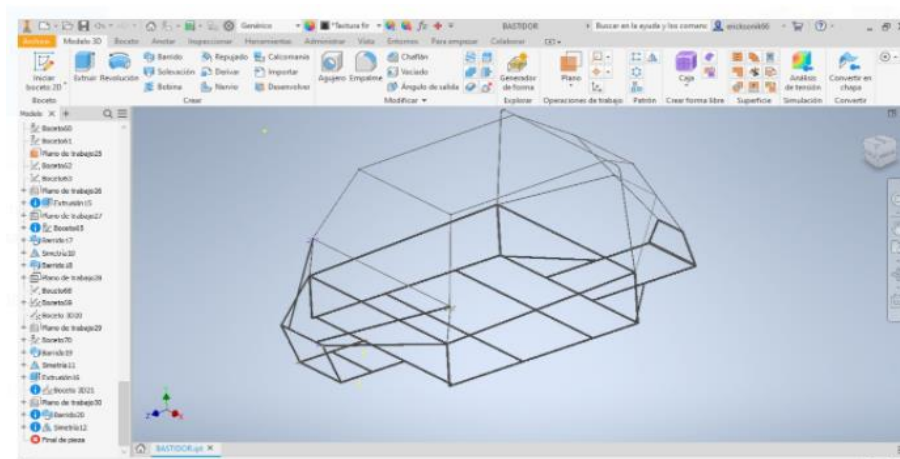 Genérico
BASTIDOR
Buscar en la ayuda y los comanc
Archivo Modelo 3D Boceto Anotar Inspeccionar Herramientas Administrar Vista Entornos Para empezar Colaborar
Iniciar boceto 2D
Extruir
Revolución
Barrido
Solevación
Bobina
Repujado
Derivar
Nervio
Calcomanía
Importar
Desenvolver
Agujero
Empalme
Chaflán
Vaciado
Ángulo de salida
Generador de forma
Plano
Caja
Análisis de tensión
Convertir en chapa
Boceto
Crear
Modificar
Explorar
Operaciones de trabajo
Patrón
Crear forma libre
Superficie
Simulación
Convertir
Modelo
Boceto60
Boceto61
Plano de trabajo25
Boceto62
Boceto63
Plano de trabajo26
Extrusión15
Plano de trabajo27
Boceto65
Barrido17
Simetría10
Barrido18
Plano de trabajo28
Boceto68
Boceto69
Boceto 3D20
Plano de trabajo29
Boceto70
Barrido19
Simetría11
Extrusión16
Boceto 3D21
Plano de trabajo30
Barrido20
Simetría12
Final de pieza
BASTIDOR.ipt